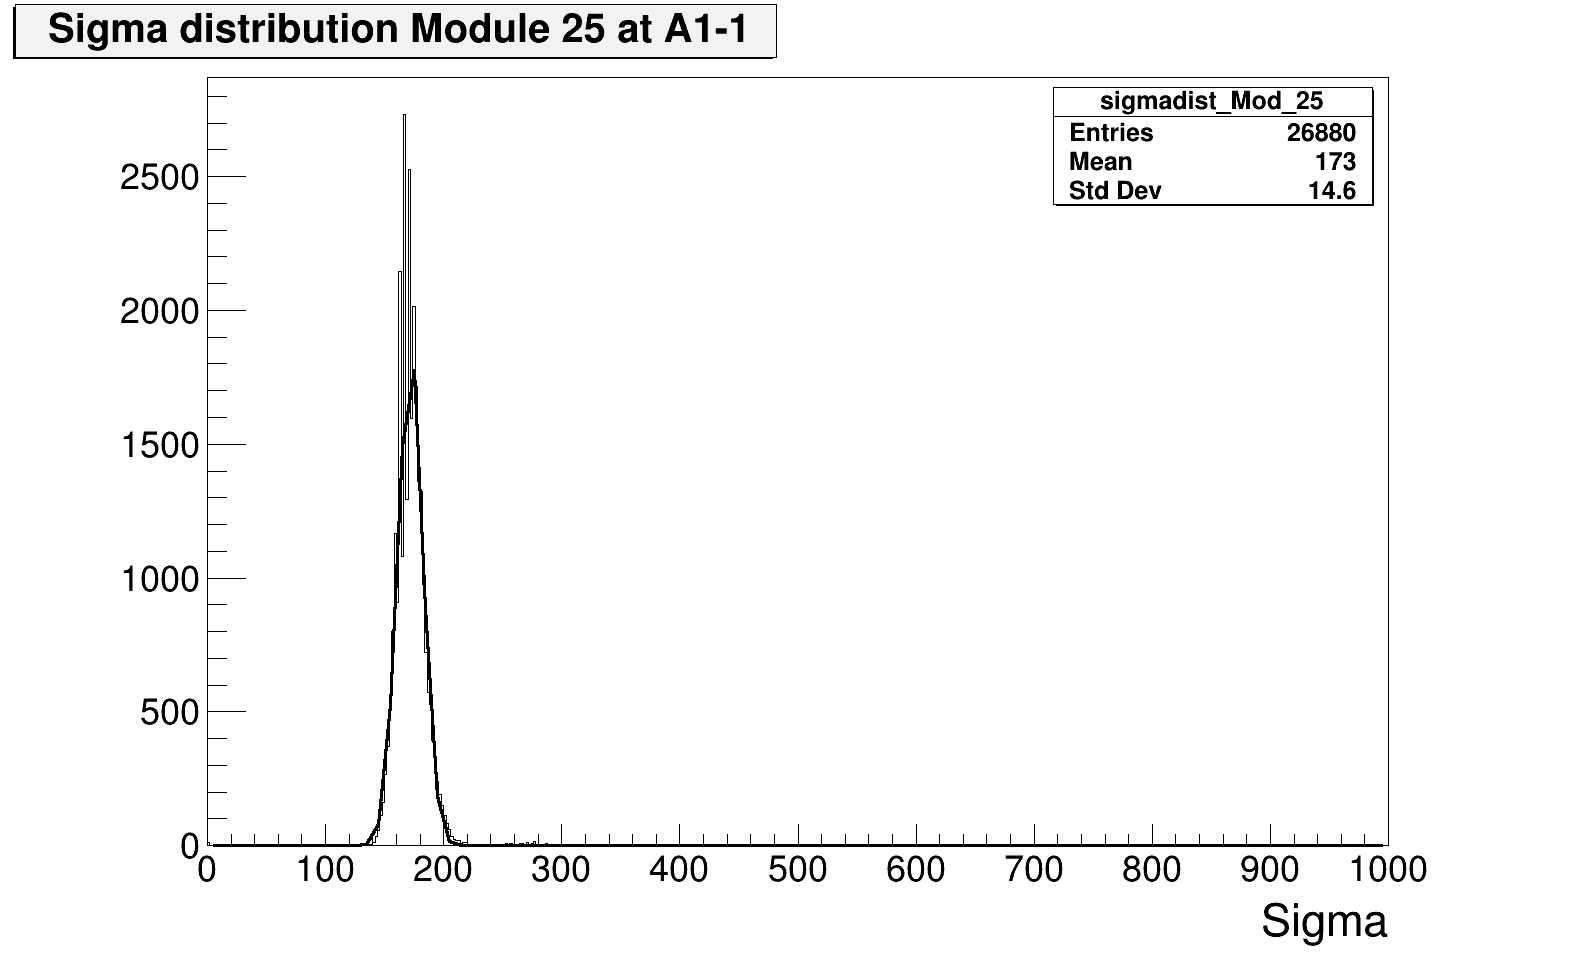 Sigma distribution Module 25 at A1-1
sigmadist_Mod_25
Entries 26880
Mean 173
Std Dev 14.6
2500
2000
1500
1000
500
0
0 100 200 300 400 500 600 700 800 900 1000
Sigma